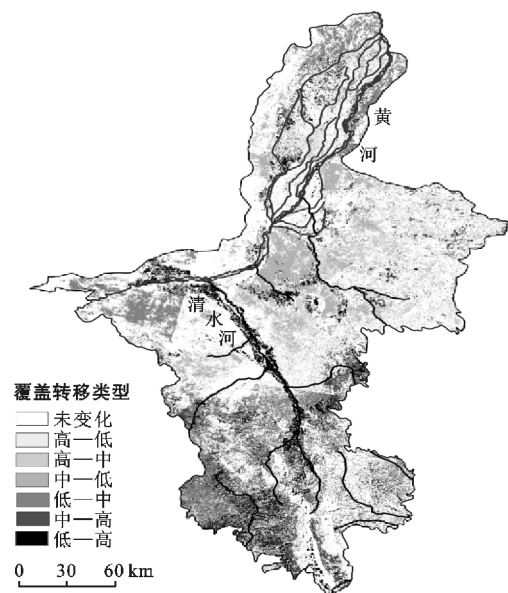 黄
河
清
水
河
覆盖转移类型
未变化
高—低
高—中
中—低
低—中
中—高
低—高
0 30 60 km